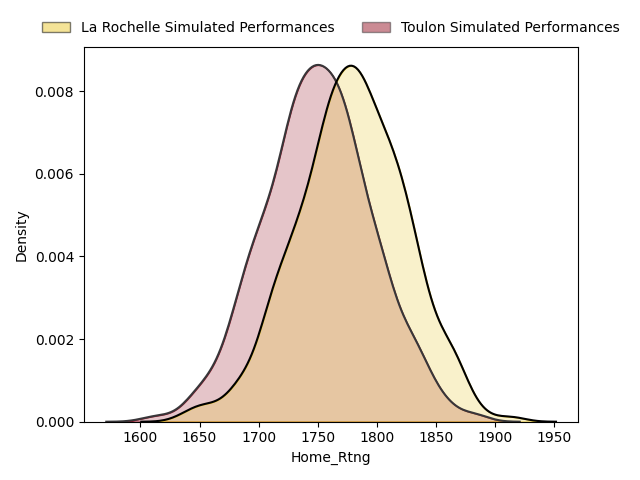 La Rochelle Simulated Performances
Toulon Simulated Performances
Density
0.008
0.006
0.004
0.002
0.000
1600 1650 1700 1750 1800 1850 1900 1950
Home_Rtng